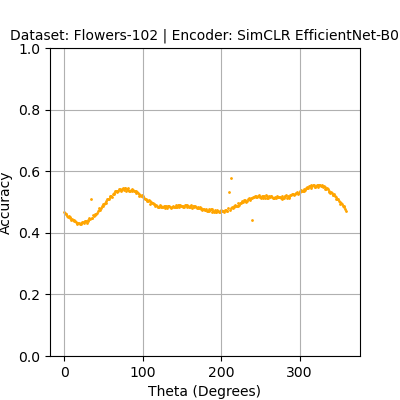 Dataset: Flowers-102 | Encoder: SimCLR EfficientNet-B0
1.0
0.8
0.6
0.4
0.2
0.0
Accuracy
0 100 200 300
Theta (Degrees)